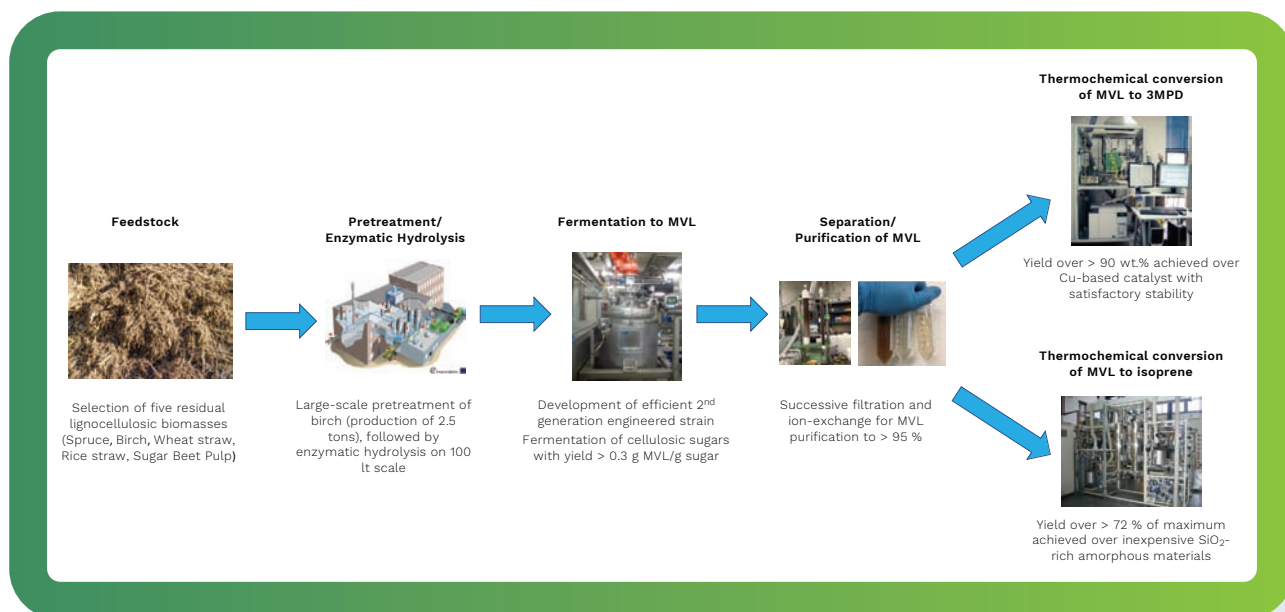 Feedstock
Selection of five residual
lignocellulosic biomasses
(Spruce, Birch, Wheat straw,
Rice straw, Sugar Beet Pulp)
Pretreatment/
Enzymatic Hydrolysis
Large-scale pretreatment of
birch (production of 2.5
tons), followed by
enzymatic hydrolysis on 100
lt scale
Fermentation to MVL
Development of efficient 2nd
generation engineered strain
Fermentation of cellulosic sugars
with yield > 0.3 g MVL/g sugar
Separation/
Purification of MVL
Successive filtration and
ion-exchange for MVL
purification to > 95 %
Thermochemical conversion
of MVL to 3MPD
Yield over > 90 wt.% achieved over
Cu-based catalyst with
satisfactory stability
Thermochemical conversion
of MVL to isoprene
Yield over > 72 % of maximum
achieved over inexpensive SiO2-
rich amorphous materials